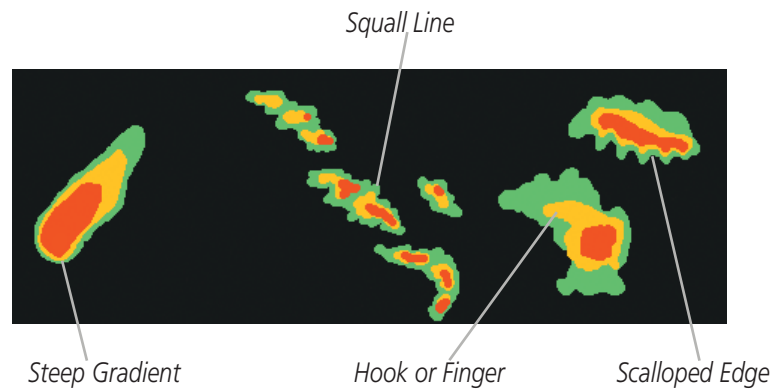 Squall Line
Steep Gradient
Hook or Finger
Scalloped Edge